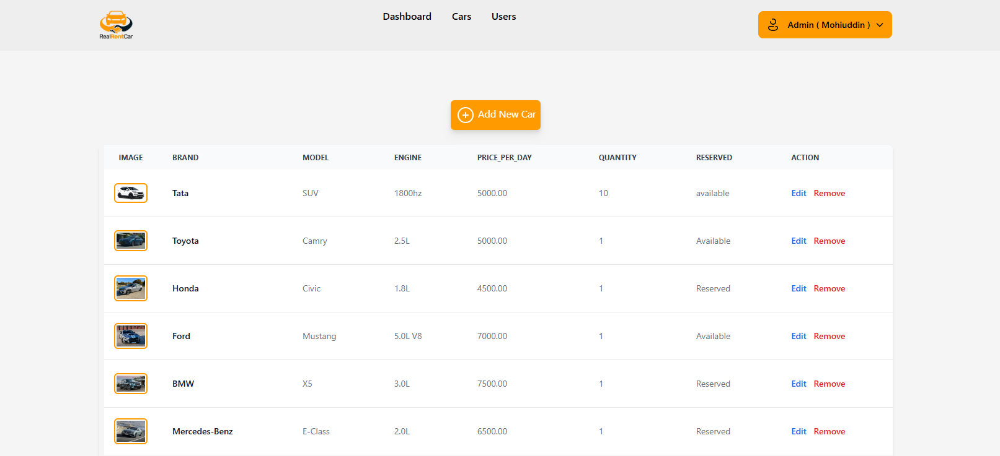 RealRentCar
Dashboard Cars Users
Admin ( Mohiuddin )
Add New Car
IMAGE BRAND MODEL ENGINE PRICE_PER_DAY QUANTITY RESERVED ACTION
Tata SUV 1800hz 5000.00 10 available Edit Remove
Toyota Camry 2.5L 5000.00 1 Available Edit Remove
Honda Civic 1.8L 4500.00 1 Reserved Edit Remove
Ford Mustang 5.0L V8 7000.00 1 Available Edit Remove
BMW X5 3.0L 7500.00 1 Reserved Edit Remove
Mercedes-Benz E-Class 2.0L 6500.00 1 Reserved Edit Remove